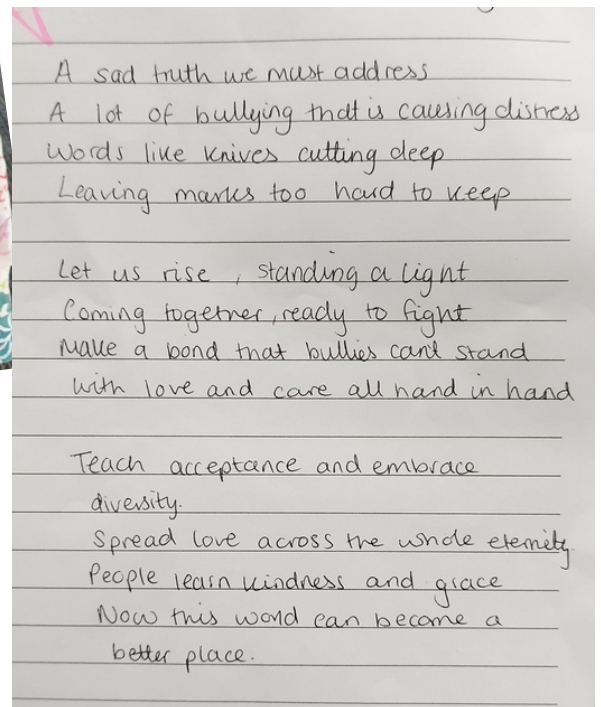 A sad truth we must address
A lot of bullying that is causing distress
Words like knives cutting deep
Leaving marks too hard to keep
Let us rise, standing a light
Coming together, ready to fight
Make a bond that bullies cant stand
With love and care all hand in hand
Teach acceptance and embrace
diversity.
Spread love across the whole eternity.
People learn kindness and grace
Now this world can become a
better place.